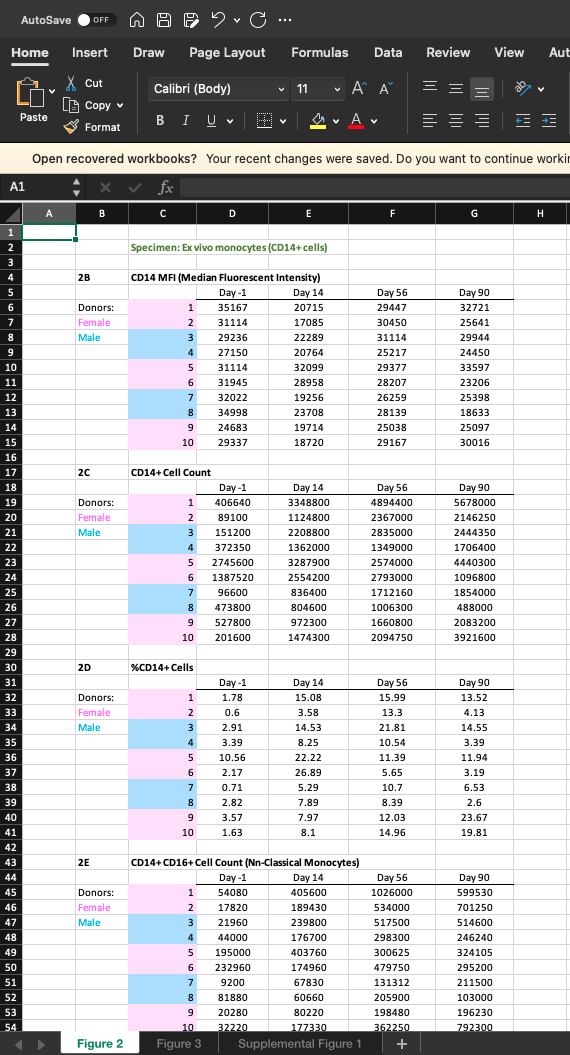 AutoSave OFF
Home Insert Draw Page Layout Formulas Data Review View Aut
Paste
Cut
Copy
Format
Calibri (Body) 11 A^ A
B I U A
Open recovered workbooks? Your recent changes were saved. Do you want to continue workin
A1 fx
A B C D E F G H
1
2 Specimen: Ex vivo monocytes (CD14+ cells)
3
4 2B CD14 MFI (Median Fluorescent Intensity)
5 Day -1 Day 14 Day 56 Day 90
6 Donors: 1 35167 20715 29447 32721
7 Female 2 31114 17085 30450 25641
8 Male 3 29236 22289 31114 29944
9 4 27150 20764 25217 24450
10 5 31114 32099 29377 33597
11 6 31945 28958 28207 23206
12 7 32022 19256 26259 25398
13 8 34998 23708 28139 18633
14 9 24683 19714 25038 25097
15 10 29337 18720 29167 30016
16
17 2C CD14+ Cell Count
18 Day -1 Day 14 Day 56 Day 90
19 Donors: 1 406640 3348800 4894400 5678000
20 Female 2 89100 1124800 2367000 2146250
21 Male 3 151200 2208800 2835000 2444350
22 4 372350 1362000 1349000 1706400
23 5 2745600 3287900 2574000 4440300
24 6 1387520 2554200 2793000 1096800
25 7 96600 836400 1712160 1854000
26 8 473800 804600 1006300 488000
27 9 527800 972300 1660800 2083200
28 10 201600 1474300 2094750 3921600
29
30 2D %CD14+ Cells
31 Day -1 Day 14 Day 56 Day 90
32 Donors: 1 1.78 15.08 15.99 13.52
33 Female 2 0.6 3.58 13.3 4.13
34 Male 3 2.91 14.53 21.81 14.55
35 4 3.39 8.25 10.54 3.39
36 5 10.56 22.22 11.39 11.94
37 6 2.17 26.89 5.65 3.19
38 7 0.71 5.29 10.7 6.53
39 8 2.82 7.89 8.39 2.6
40 9 3.57 7.97 12.03 23.67
41 10 1.63 8.1 14.96 19.81
42
43 2E CD14+ CD16+ Cell Count (Nn-Classical Monocytes)
44 Day -1 Day 14 Day 56 Day 90
45 Donors: 1 54080 405600 1026000 599530
46 Female 2 17820 189430 534000 701250
47 Male 3 21960 239800 517500 514600
48 4 44000 176700 298300 246240
49 5 195000 403760 300625 324105
50 6 232960 174960 479750 295200
51 7 9200 67830 131312 211500
52 8 81880 60660 205900 103000
53 9 20280 80220 198480 196230
54 10 32220 177330 362250 792300
Figure 2 Figure 3 Supplemental Figure 1 +